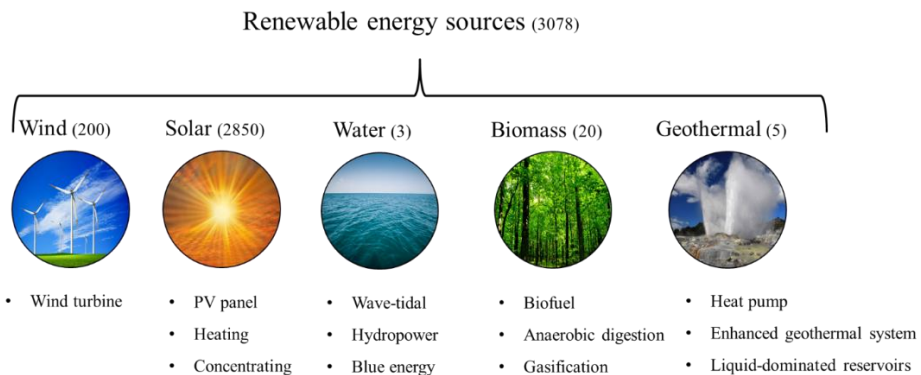 Renewable energy sources (3078)
Wind (200)
Solar (2850)
Water (3)
Biomass (20)
Geothermal (5)
• Wind turbine
• PV panel
• Heating
• Concentrating
• Wave-tidal
• Hydropower
• Blue energy
• Biofuel
• Anaerobic digestion
• Gasification
• Heat pump
• Enhanced geothermal system
• Liquid-dominated reservoirs